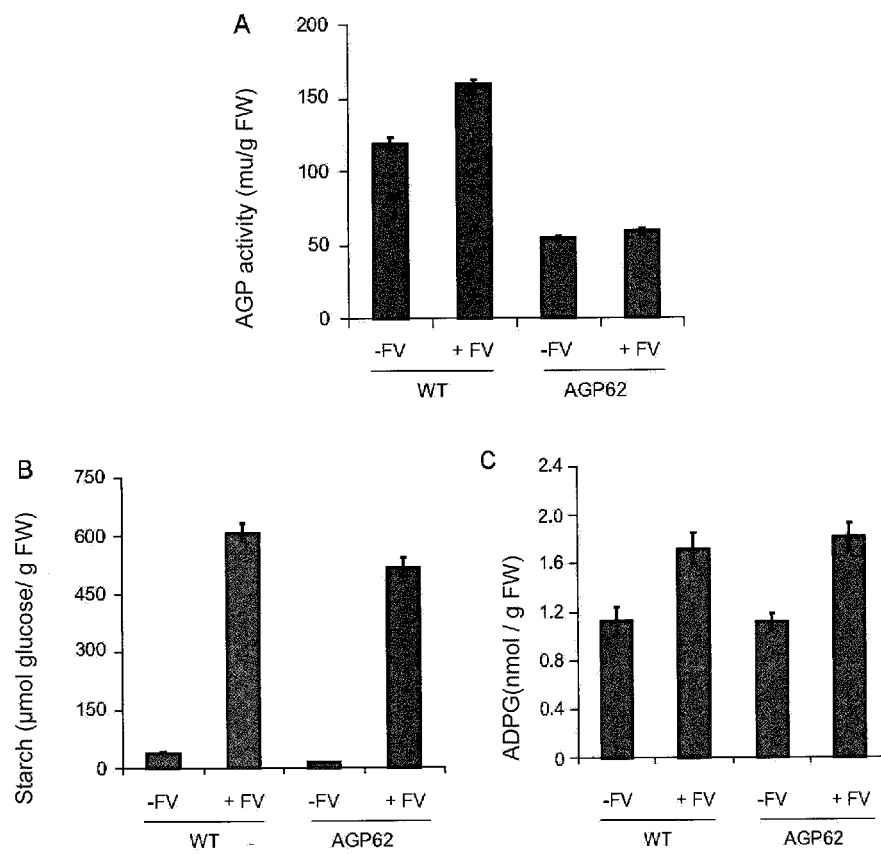 A
AGP activity (mu/g FW)
200
150
100
50
0
-FV + FV -FV + FV
WT AGP62
B
Starch (µmol glucose/ g FW)
750
600
450
300
150
0
-FV + FV -FV + FV
WT AGP62
C
ADPG(nmol / g FW)
2.4
2.0
1.6
1.2
0.8
0.4
0
-FV + FV -FV + FV
WT AGP62